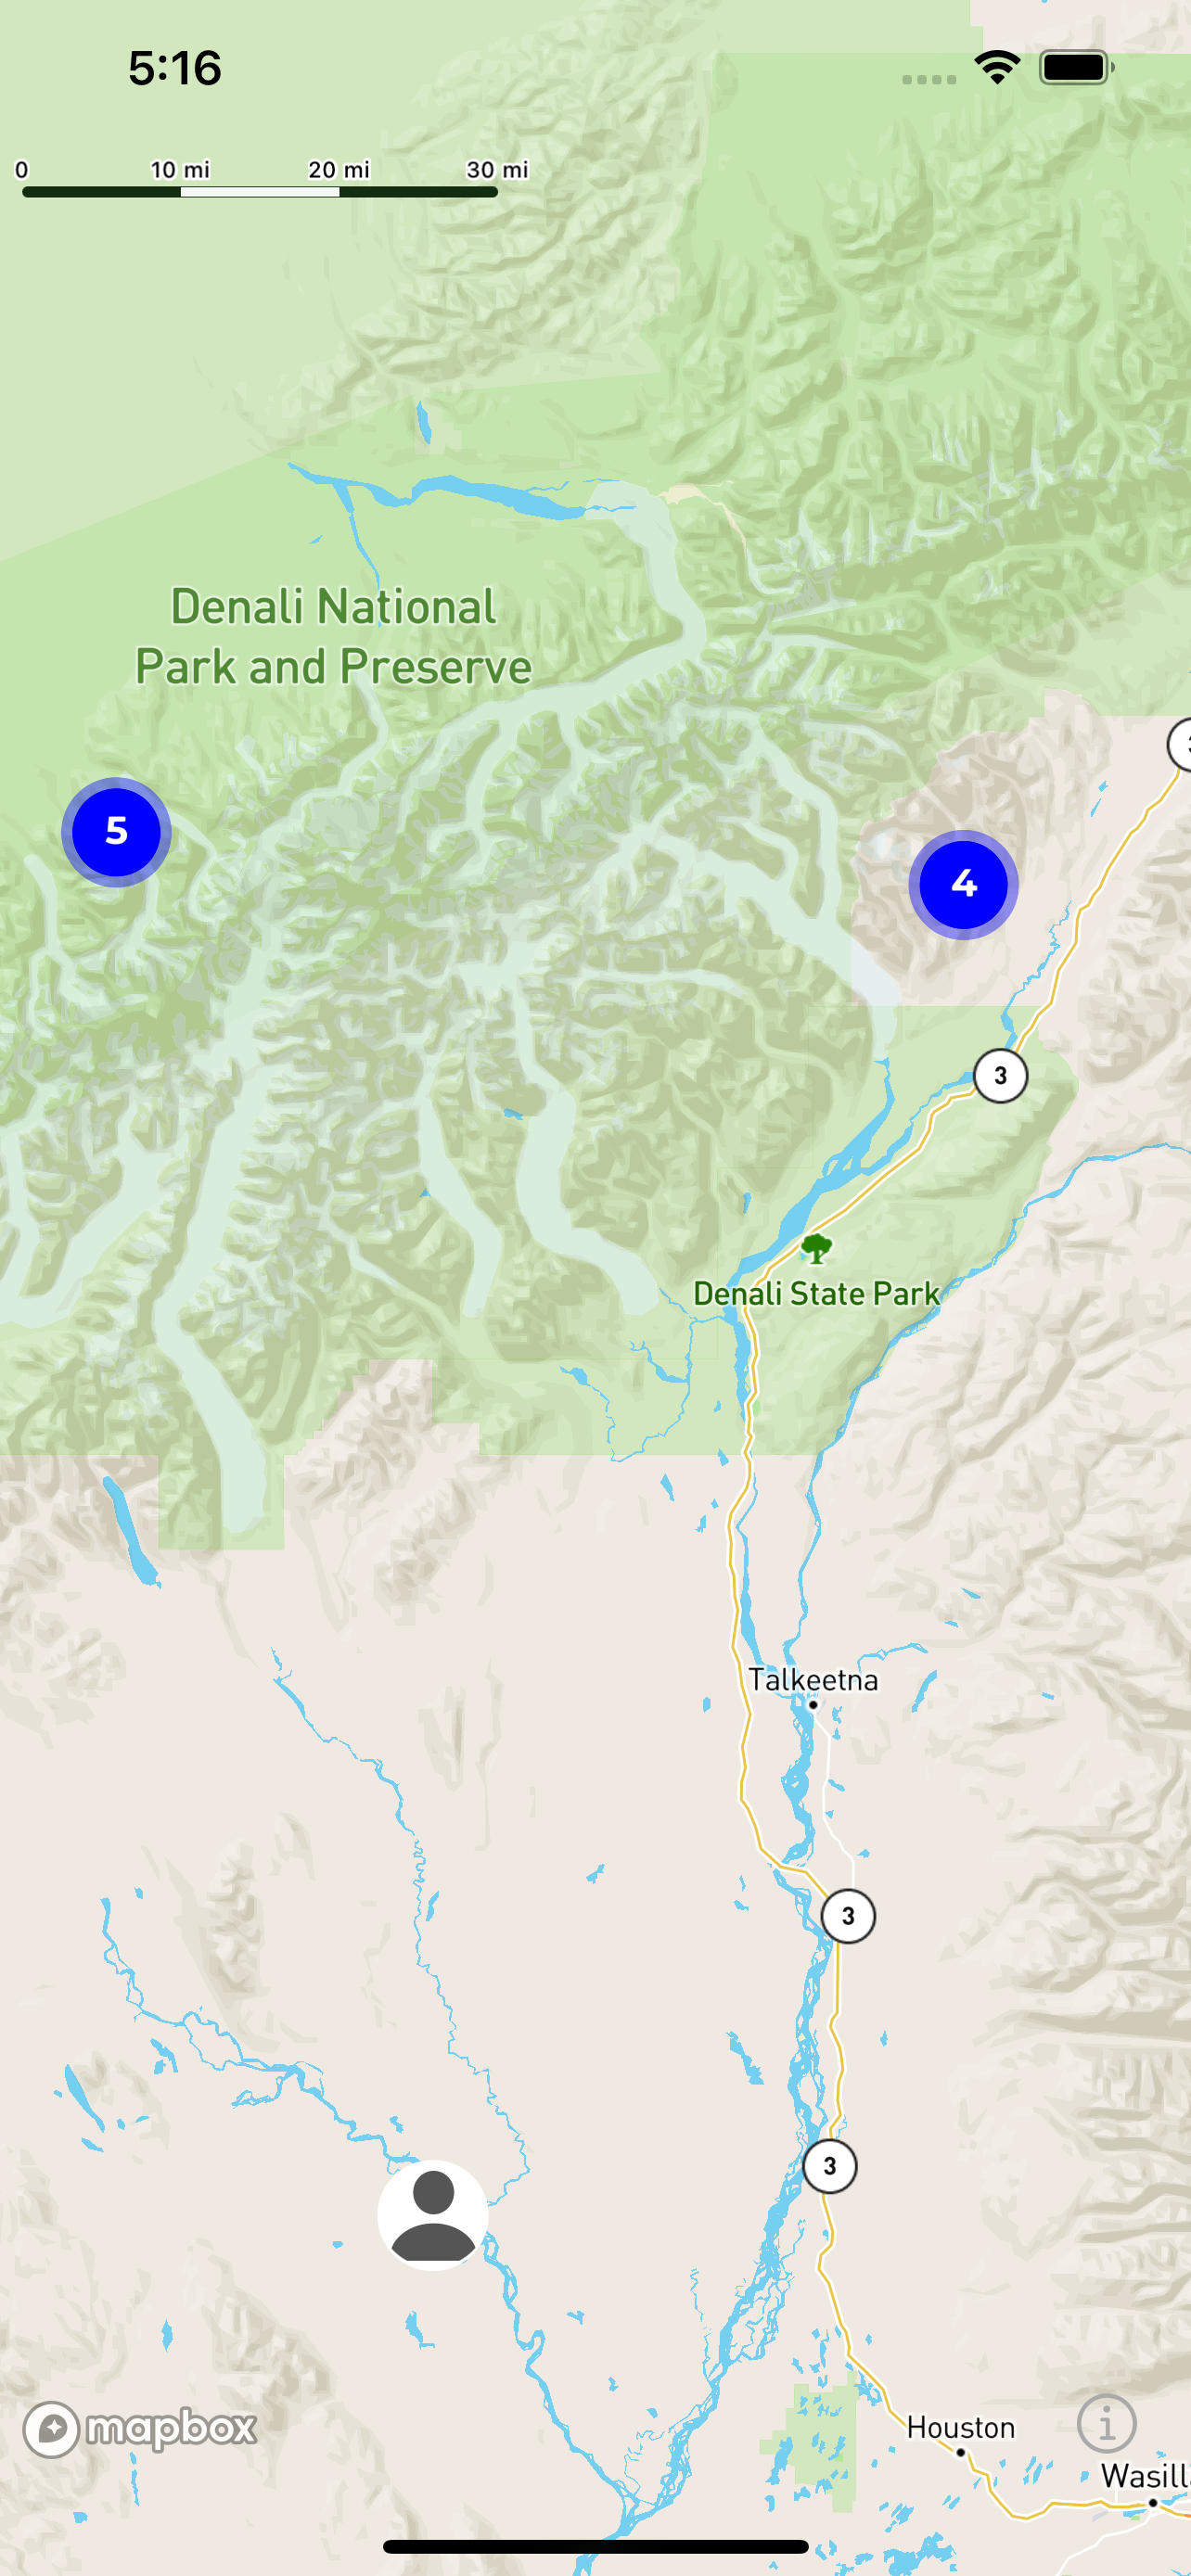 5:16
0 10 mi 20 mi 30 mi
Denali National
Park and Preserve
5
4
3
Denali State Park
Talkeetna
3
3
mapbox
Houston
i